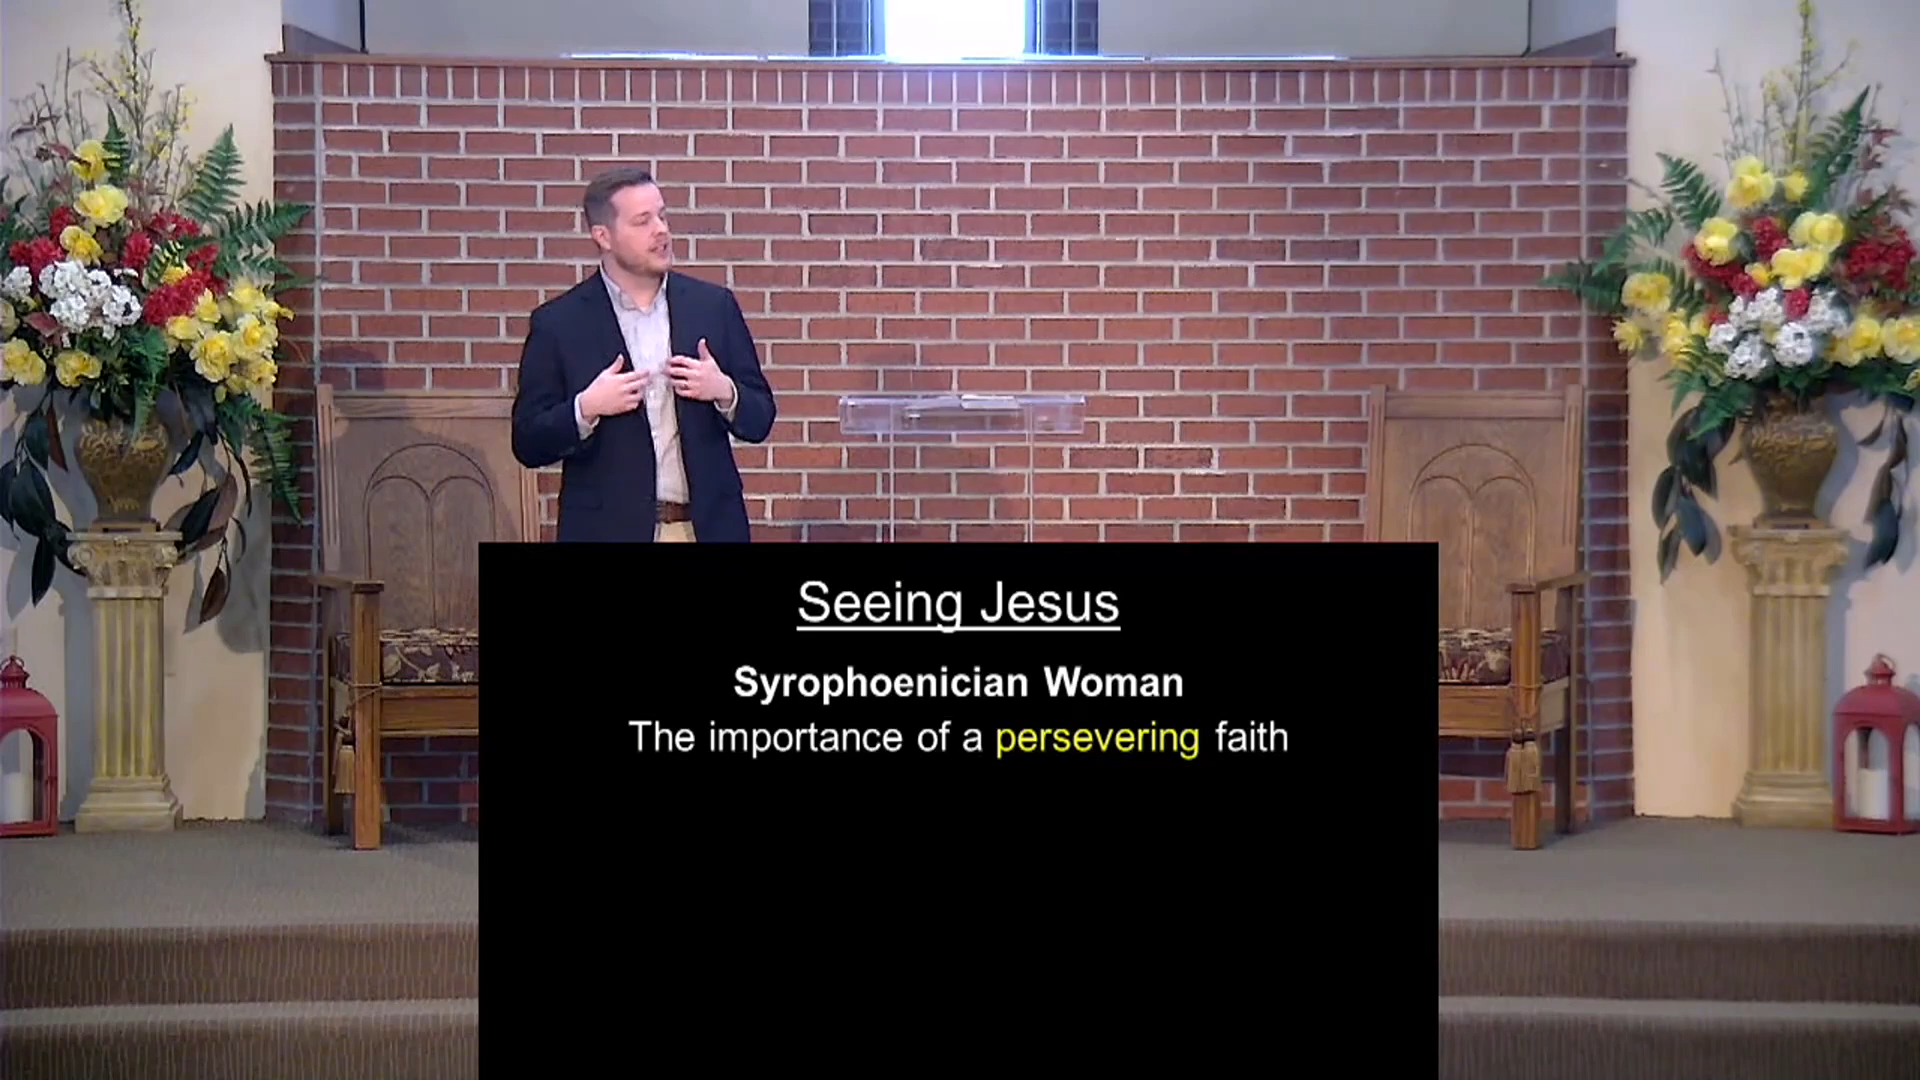 Seeing Jesus
Syrophoenician Woman
The importance of a persevering faith